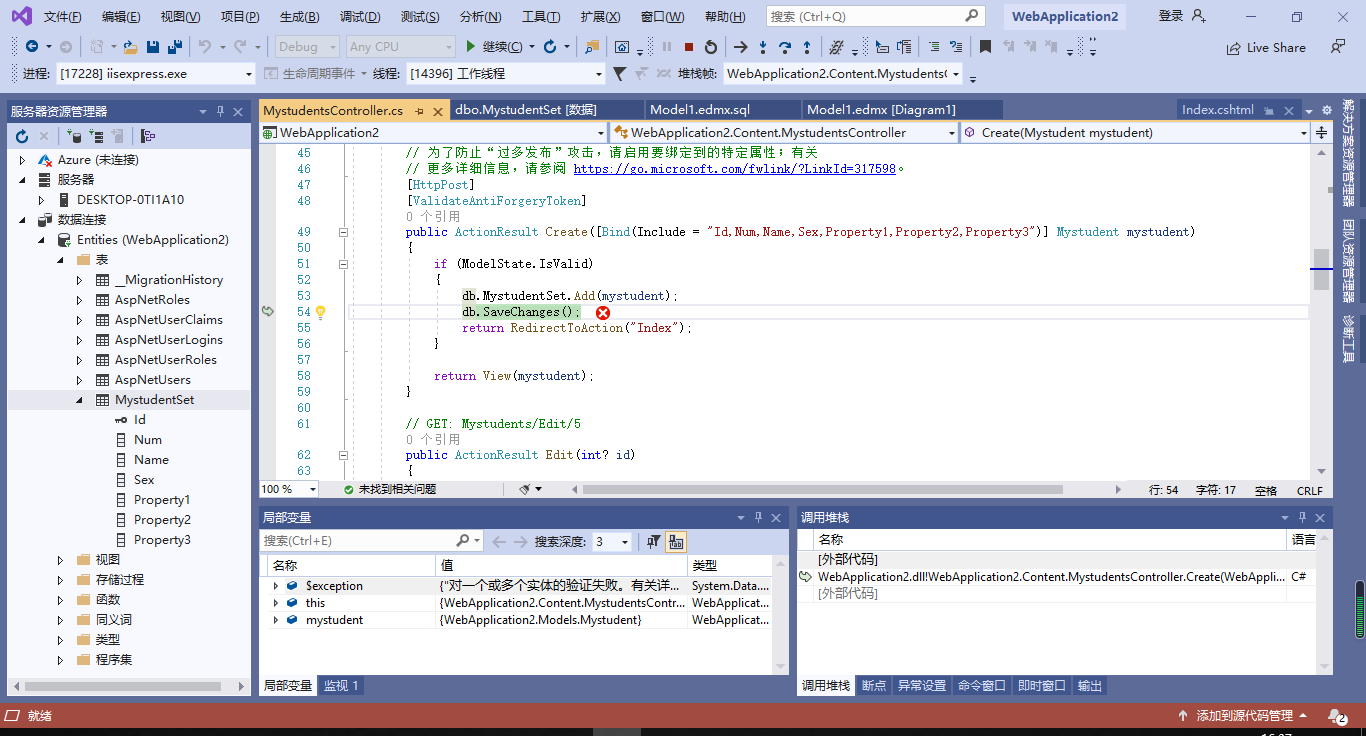 文件(F) 编辑(E) 视图(V) 项目(P) 生成(B) 调试(D) 测试(S) 分析(N) 工具(T) 扩展(X) 窗口(W) 帮助(H) 搜索 (Ctrl+Q) WebApplication2 登录
Debug Any CPU 继续(C) Live Share
进程: [17228] iisexpress.exe 生命周期事件 线程: [14396] 工作线程 堆栈帧: WebApplication2.Content.MystudentsC
服务器资源管理器
Azure (未连接)
服务器
DESKTOP-0TI1A10
数据连接
Entities (WebApplication2)
表
__MigrationHistory
AspNetRoles
AspNetUserClaims
AspNetUserLogins
AspNetUserRoles
AspNetUsers
MystudentSet
Id
Num
Name
Sex
Property1
Property2
Property3
视图
存储过程
函数
同义词
类型
程序集
MystudentsController.cs dbo.MystudentSet [数据] Model1.edmx.sql Model1.edmx [Diagram1] Index.cshtml
WebApplication2 WebApplication2.Content.MystudentsController Create(Mystudent mystudent)
45 // 为了防止“过多发布”攻击，请启用要绑定到的特定属性；有关
46 // 更多详细信息，请参阅 https://go.microsoft.com/fwlink/?LinkId=317598。
47 [HttpPost]
48 [ValidateAntiForgeryToken]
0 个引用
49 public ActionResult Create([Bind(Include = "Id,Num,Name,Sex,Property1,Property2,Property3")] Mystudent mystudent)
50 {
51 if (ModelState.IsValid)
52 {
53 db.MystudentSet.Add(mystudent);
54 db.SaveChanges();
55 return RedirectToAction("Index");
56 }
57
58 return View(mystudent);
59 }
60
61 // GET: Mystudents/Edit/5
0 个引用
62 public ActionResult Edit(int? id)
63 {
100 % 未找到相关问题 行: 54 字符: 17 空格 CRLF
局部变量
搜索(Ctrl+E) 搜索深度: 3
名称 值 类型
$exception {"对一个或多个实体的验证失败。有关详... System.Data....
this {WebApplication2.Content.MystudentsContr... WebApplicat...
mystudent {WebApplication2.Models.Mystudent} WebApplicat...
局部变量 监视 1
调用堆栈
名称 语言
[外部代码]
WebApplication2.dll!WebApplication2.Content.MystudentsController.Create(WebAppli... C#
[外部代码]
调用堆栈 断点 异常设置 命令窗口 即时窗口 输出
解决方案资源管理器
团队资源管理器
诊断工具
就绪 添加到源代码管理 2